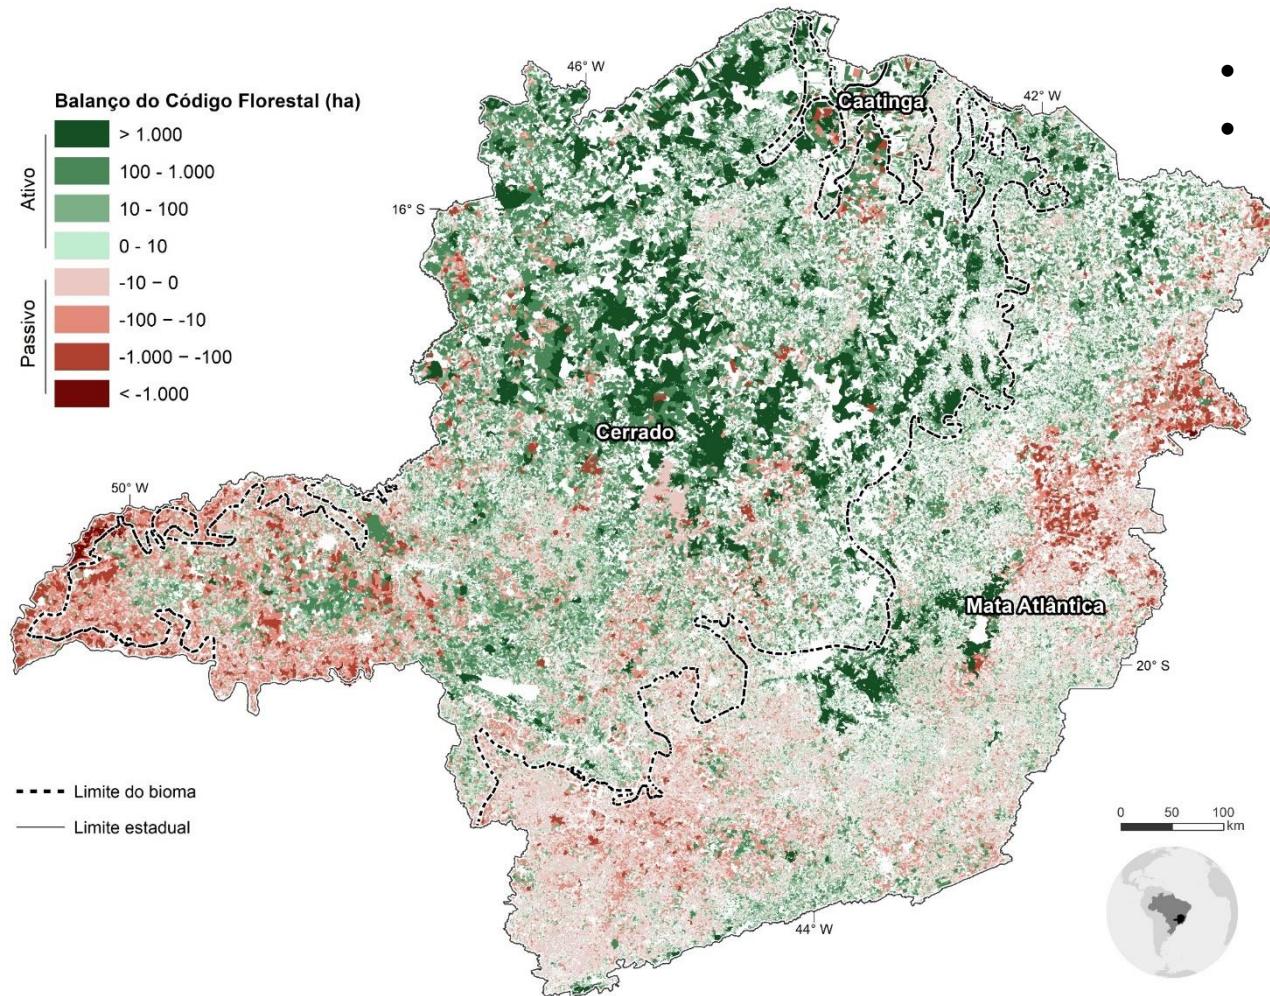 Balanço do Código Florestal (ha)
Ativo
> 1.000
100 - 1.000
10 - 100
0 - 10
Passivo
-10 – 0
-100 – -10
-1.000 – -100
< -1.000
46° W
42° W
Caatinga
16° S
Cerrado
50° W
Mata Atlântica
20° S
Limite do bioma
Limite estadual
0 50 100
km
44° W